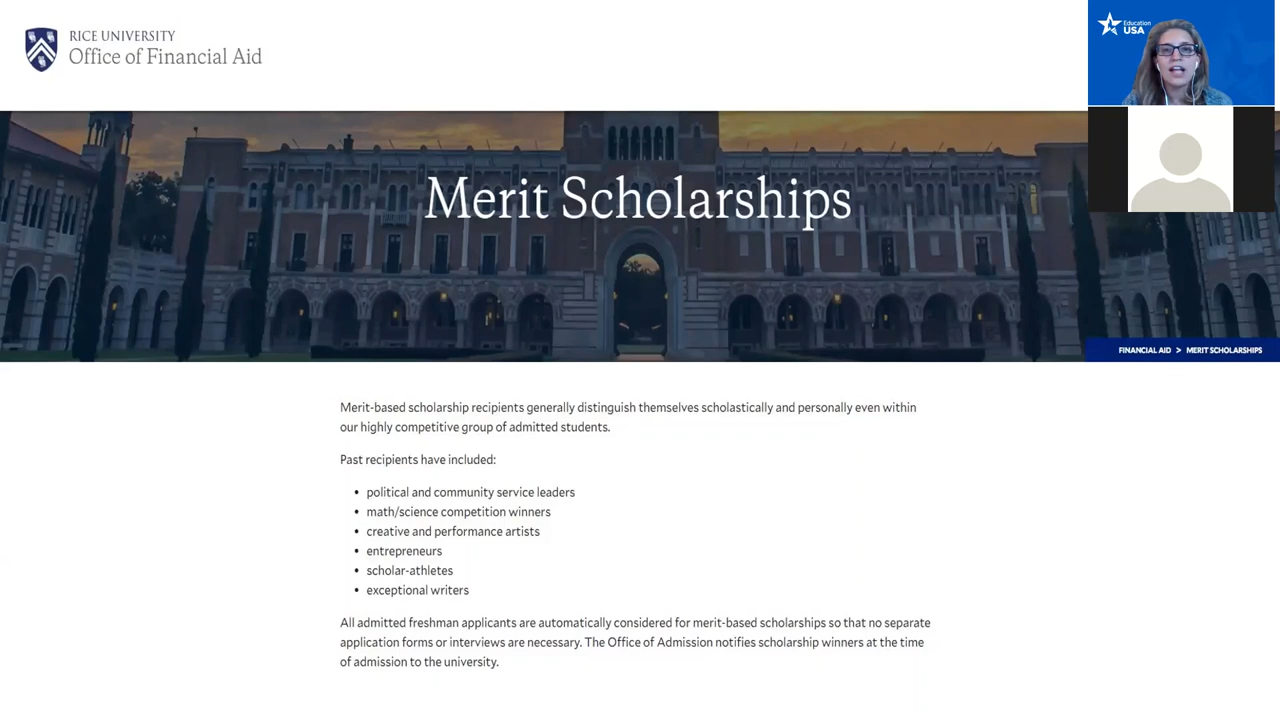 RICE UNIVERSITY
Office of Financial Aid
Education
USA
Merit Scholarships
FINANCIAL AID > MERIT SCHOLARSHIPS
Merit-based scholarship recipients generally distinguish themselves scholastically and personally even within
our highly competitive group of admitted students.
Past recipients have included:
• political and community service leaders
• math/science competition winners
• creative and performance artists
• entrepreneurs
• scholar-athletes
• exceptional writers
All admitted freshman applicants are automatically considered for merit-based scholarships so that no separate
application forms or interviews are necessary. The Office of Admission notifies scholarship winners at the time
of admission to the university.